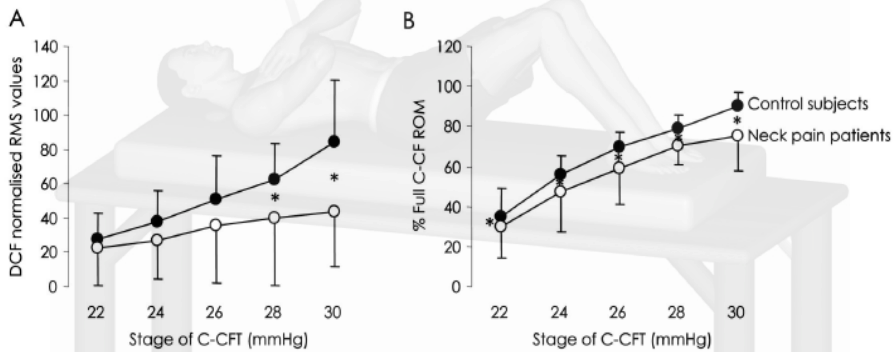 A
DCF normalised RMS values
140
120
100
80
60
40
20
0
22 24 26 28 30
Stage of C-CFT (mmHg)
*
*
B
% Full C-CF ROM
120
100
80
60
40
20
0
22 24 26 28 30
Stage of C-CFT (mmHg)
Control subjects
Neck pain patients
*
*
*
*
*